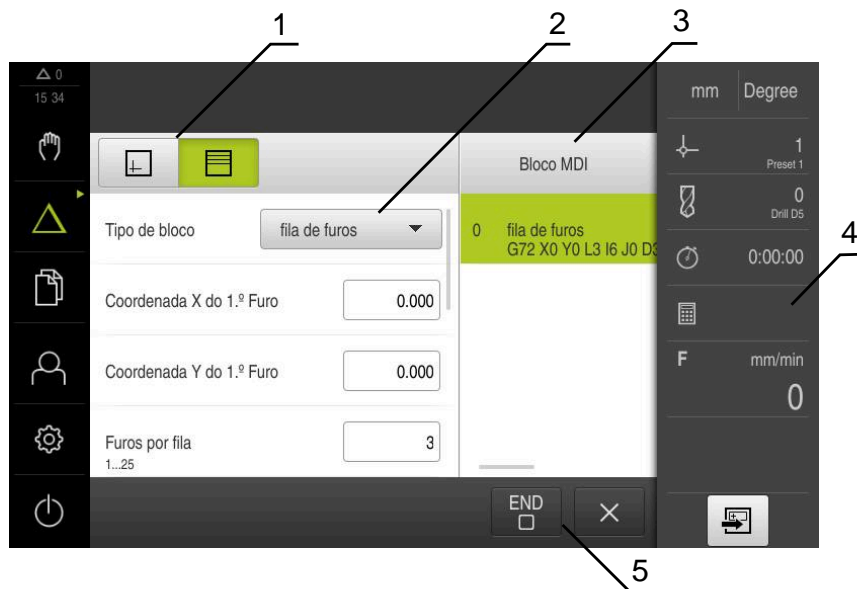 1
2
3
0
15 34
mm Degree
Bloco MDI
1
Preset 1
Tipo de bloco fila de furos
0 fila de furos
G72 X0 Y0 L3 I6 J0 D3
0
Drill D5
4
0:00:00
Coordenada X do 1.º Furo 0.000
Coordenada Y do 1.º Furo 0.000
F mm/min
0
Furos por fila 3
1...25
END
5